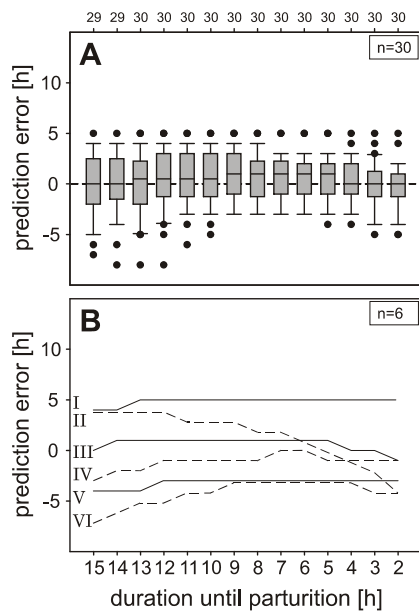 29 29 30 30 30 30 30 30 30 30 30 30 30 30
A
n=30
prediction error [h]
10
5
0
-5
B
n=6
prediction error [h]
10
5
0
-5
I
II
III
IV
V
VI
15 14 13 12 11 10 9 8 7 6 5 4 3 2
duration until parturition [h]